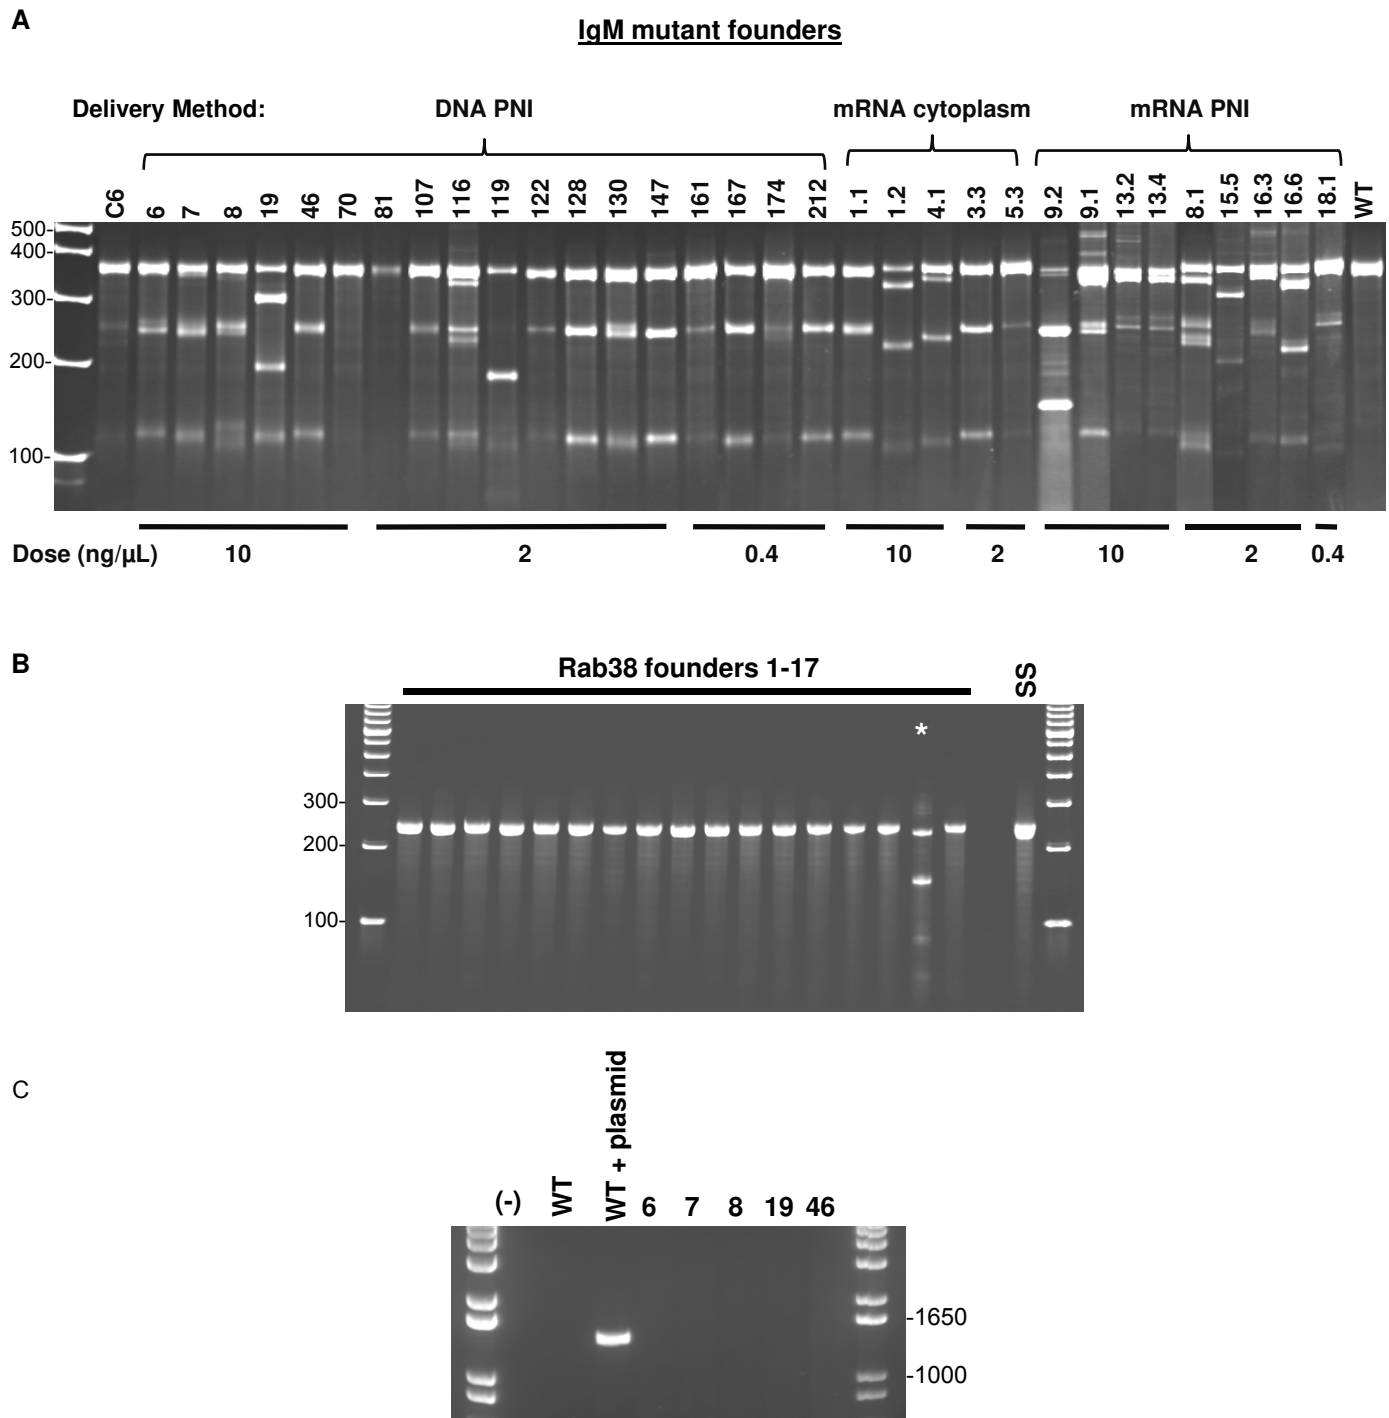 A
IgM mutant founders
Delivery Method: DNA PNI mRNA cytoplasm mRNA PNI
C6 6 7 8 19 46 70 81 107 116 119 122 128 130 147 161 167 174 212 1.1 1.2 4.1 3.3 5.3 9.2 9.1 13.2 13.4 8.1 15.5 16.3 16.6 18.1 WT
500-
400-
300-
200-
100-
Dose (ng/µL) 10 2 0.4 10 2 10 2 0.4
B
Rab38 founders 1-17 SS
*
300-
200-
100-
C
(-) WT WT + plasmid 6 7 8 19 46
-1650
-1000